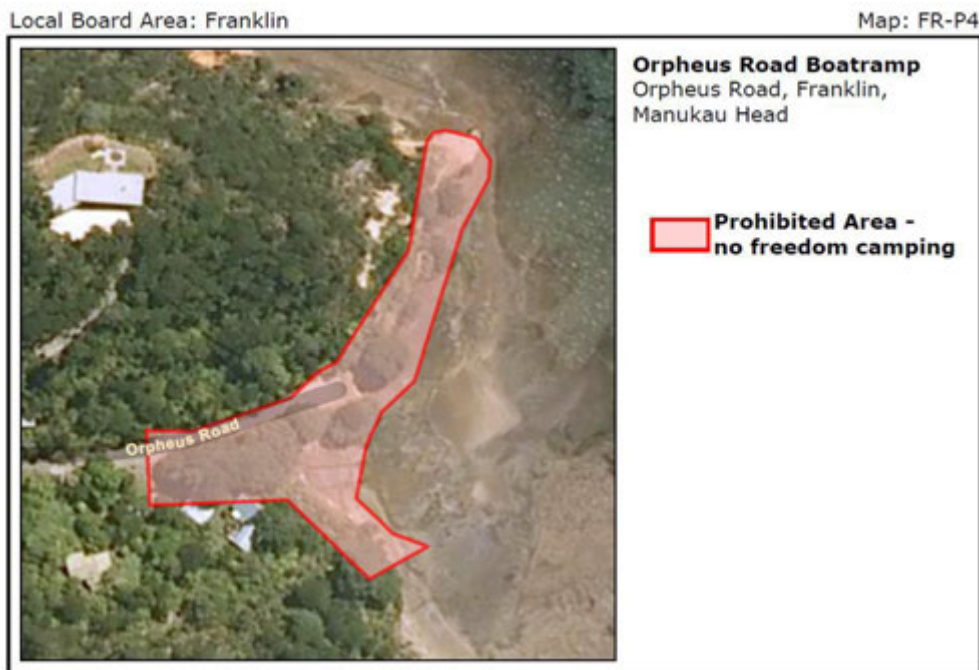 Local Board Area: Franklin
Map: FR-P4
Orpheus Road Boatramp
Orpheus Road, Franklin,
Manukau Head
Prohibited Area -
no freedom camping
Orpheus Road